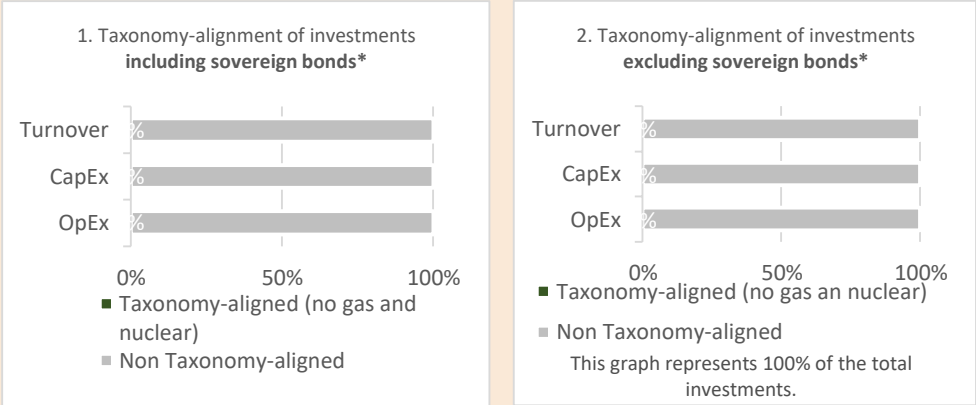 1. Taxonomy-alignment of investments
including sovereign bonds*
Turnover
%
CapEx
%
OpEx
%
0%
50%
100%
Taxonomy-aligned (no gas and
nuclear)
Non Taxonomy-aligned
2. Taxonomy-alignment of investments
excluding sovereign bonds*
Turnover
%
CapEx
%
OpEx
%
0%
50%
100%
Taxonomy-aligned (no gas an nuclear)
Non Taxonomy-aligned
This graph represents 100% of the total
investments.